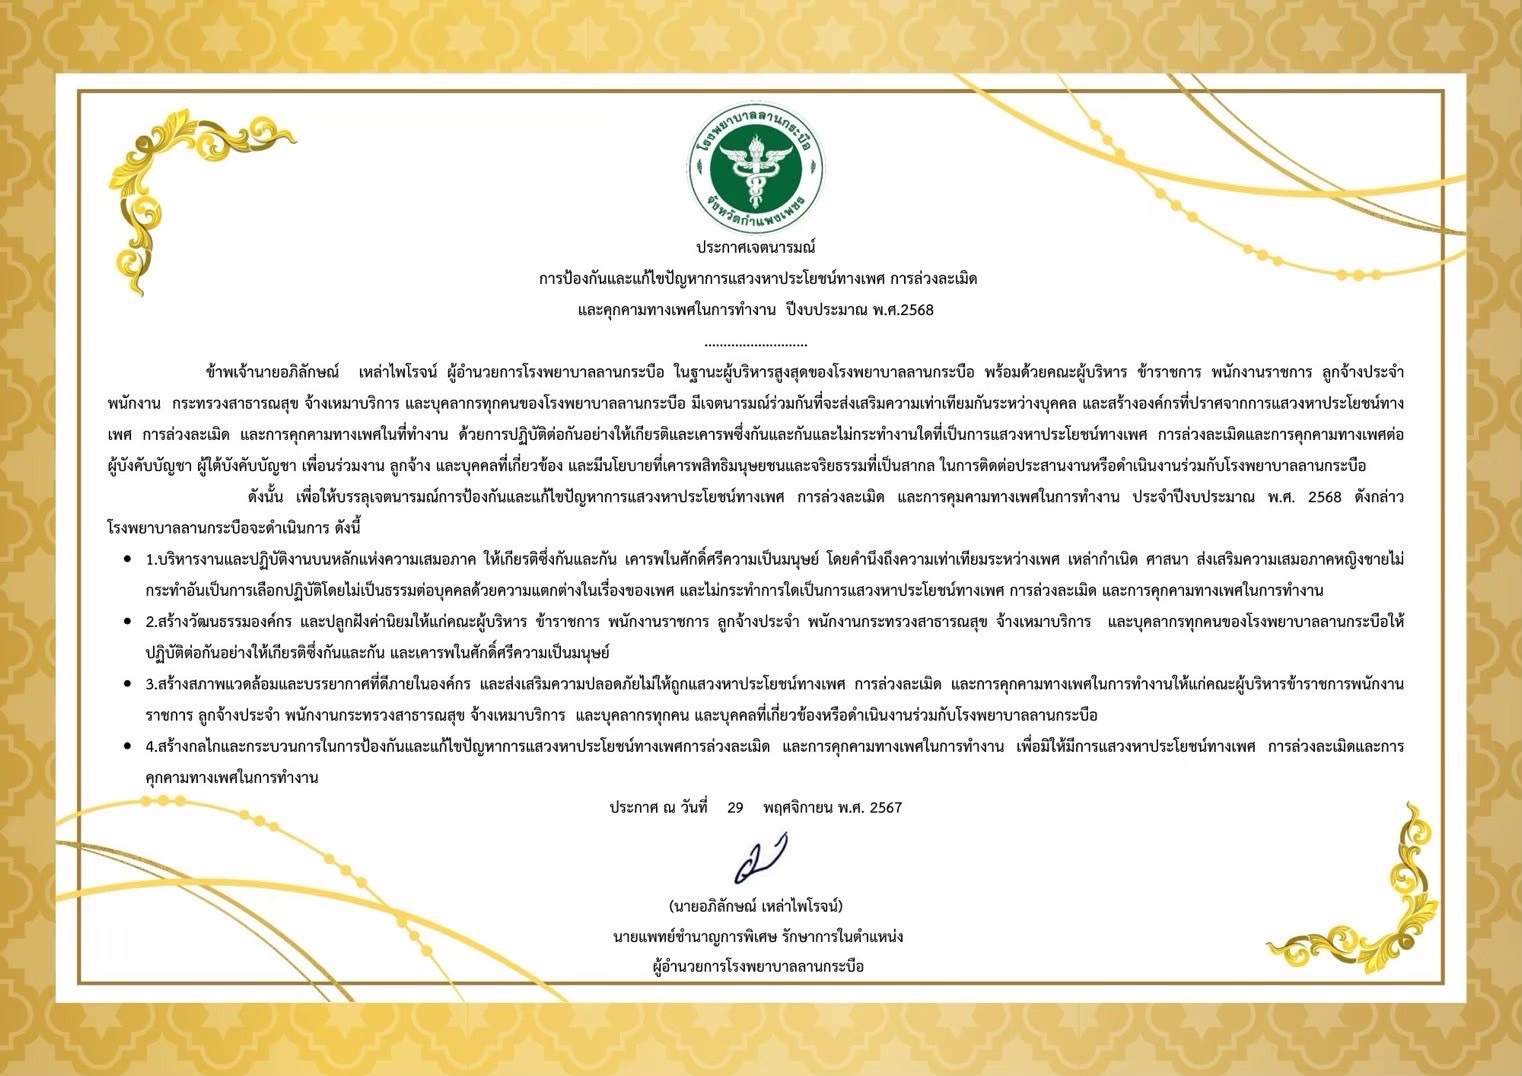 โรงพยาบาลลานกระบือ
จังหวัดกำแพงเพชร
ประกาศเจตนารมณ์
การป้องกันและแก้ไขปัญหาการแสวงหาประโยชน์ทางเพศ การล่วงละเมิด
และคุกคามทางเพศในการทำงาน ปีงบประมาณ พ.ศ.2568
...........................
ข้าพเจ้านายอภิลักษณ์ เหล่าไพโรจน์ ผู้อำนวยการโรงพยาบาลลานกระบือ ในฐานะผู้บริหารสูงสุดของโรงพยาบาลลานกระบือ พร้อมด้วยคณะผู้บริหาร ข้าราชการ พนักงานราชการ ลูกจ้างประจำ
พนักงาน กระทรวงสาธารณสุข จ้างเหมาบริการ และบุคลากรทุกคนของโรงพยาบาลลานกระบือ มีเจตนารมณ์ร่วมกันที่จะส่งเสริมความเท่าเทียมกันระหว่างบุคคล และสร้างองค์กรที่ปราศจากการแสวงหาประโยชน์ทาง
เพศ การล่วงละเมิด และการคุกคามทางเพศในที่ทำงาน ด้วยการปฏิบัติต่อกันอย่างให้เกียรติและเคารพซึ่งกันและกันและไม่กระทำงานใดที่เป็นการแสวงหาประโยชน์ทางเพศ การล่วงละเมิดและการคุกคามทางเพศต่อ
ผู้บังคับบัญชา ผู้ใต้บังคับบัญชา เพื่อนร่วมงาน ลูกจ้าง และบุคคลที่เกี่ยวข้อง และมีนโยบายที่เคารพสิทธิมนุษยชนและจริยธรรมที่เป็นสากล ในการติดต่อประสานงานหรือดำเนินงานร่วมกับโรงพยาบาลลานกระบือ
ดังนั้น เพื่อให้บรรลุเจตนารมณ์การป้องกันและแก้ไขปัญหาการแสวงหาประโยชน์ทางเพศ การล่วงละเมิด และการคุมคามทางเพศในการทำงาน ประจำปีงบประมาณ พ.ศ. 2568 ดังกล่าว
โรงพยาบาลลานกระบือจะดำเนินการ ดังนี้
• 1.บริหารงานและปฏิบัติงานบนหลักแห่งความเสมอภาค ให้เกียรติซึ่งกันและกัน เคารพในศักดิ์ศรีความเป็นมนุษย์ โดยคำนึงถึงความเท่าเทียมระหว่างเพศ เหล่ากำเนิด ศาสนา ส่งเสริมความเสมอภาคหญิงชายไม่
กระทำอันเป็นการเลือกปฏิบัติโดยไม่เป็นธรรมต่อบุคคลด้วยความแตกต่างในเรื่องของเพศ และไม่กระทำการใดเป็นการแสวงหาประโยชน์ทางเพศ การล่วงละเมิด และการคุกคามทางเพศในการทำงาน
• 2.สร้างวัฒนธรรมองค์กร และปลูกฝังค่านิยมให้แก่คณะผู้บริหาร ข้าราชการ พนักงานราชการ ลูกจ้างประจำ พนักงานกระทรวงสาธารณสุข จ้างเหมาบริการ และบุคลากรทุกคนของโรงพยาบาลลานกระบือให้
ปฏิบัติต่อกันอย่างให้เกียรติซึ่งกันและกัน และเคารพในศักดิ์ศรีความเป็นมนุษย์
• 3.สร้างสภาพแวดล้อมและบรรยากาศที่ดีภายในองค์กร และส่งเสริมความปลอดภัยไม่ให้ถูกแสวงหาประโยชน์ทางเพศ การล่วงละเมิด และการคุกคามทางเพศในการทำงานให้แก่คณะผู้บริหารข้าราชการพนักงาน
ราชการ ลูกจ้างประจำ พนักงานกระทรวงสาธารณสุข จ้างเหมาบริการ และบุคลากรทุกคน และบุคคลที่เกี่ยวข้องหรือดำเนินงานร่วมกับโรงพยาบาลลานกระบือ
• 4.สร้างกลไกและกระบวนการในการป้องกันและแก้ไขปัญหาการแสวงหาประโยชน์ทางเพศการล่วงละเมิด และการคุกคามทางเพศในการทำงาน เพื่อมิให้มีการแสวงหาประโยชน์ทางเพศ การล่วงละเมิดและการ
คุกคามทางเพศในการทำงาน
ประกาศ ณ วันที่ 29 พฤศจิกายน พ.ศ. 2567
(นายอภิลักษณ์ เหล่าไพโรจน์)
นายแพทย์ชำนาญการพิเศษ รักษาการในตำแหน่ง
ผู้อำนวยการโรงพยาบาลลานกระบือ